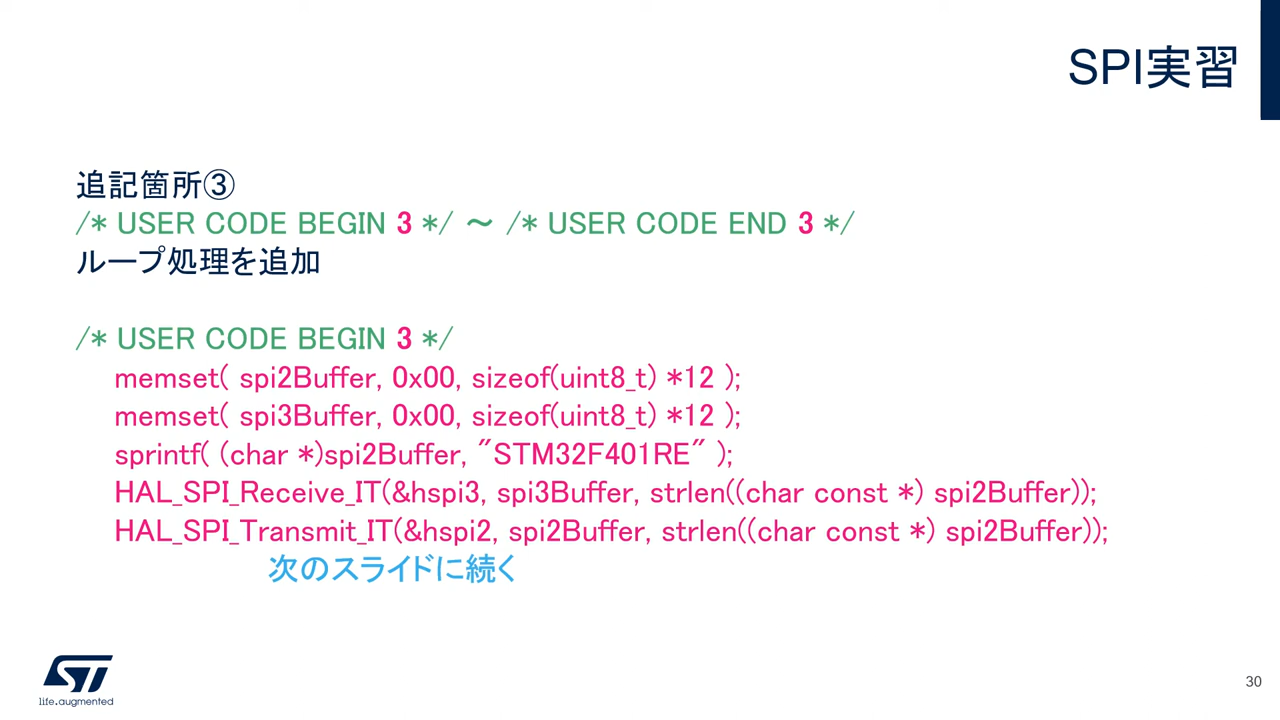 SPI実習
追記箇所③
/* USER CODE BEGIN 3 */ ～ /* USER CODE END 3 */
ループ処理を追加
/* USER CODE BEGIN 3 */
memset( spi2Buffer, 0x00, sizeof(uint8_t) *12 );
memset( spi3Buffer, 0x00, sizeof(uint8_t) *12 );
sprintf( (char *)spi2Buffer, "STM32F401RE" );
HAL_SPI_Receive_IT(&hspi3, spi3Buffer, strlen((char const *) spi2Buffer));
HAL_SPI_Transmit_IT(&hspi2, spi2Buffer, strlen((char const *) spi2Buffer));
次のスライドに続く
ST
life.augmented
30